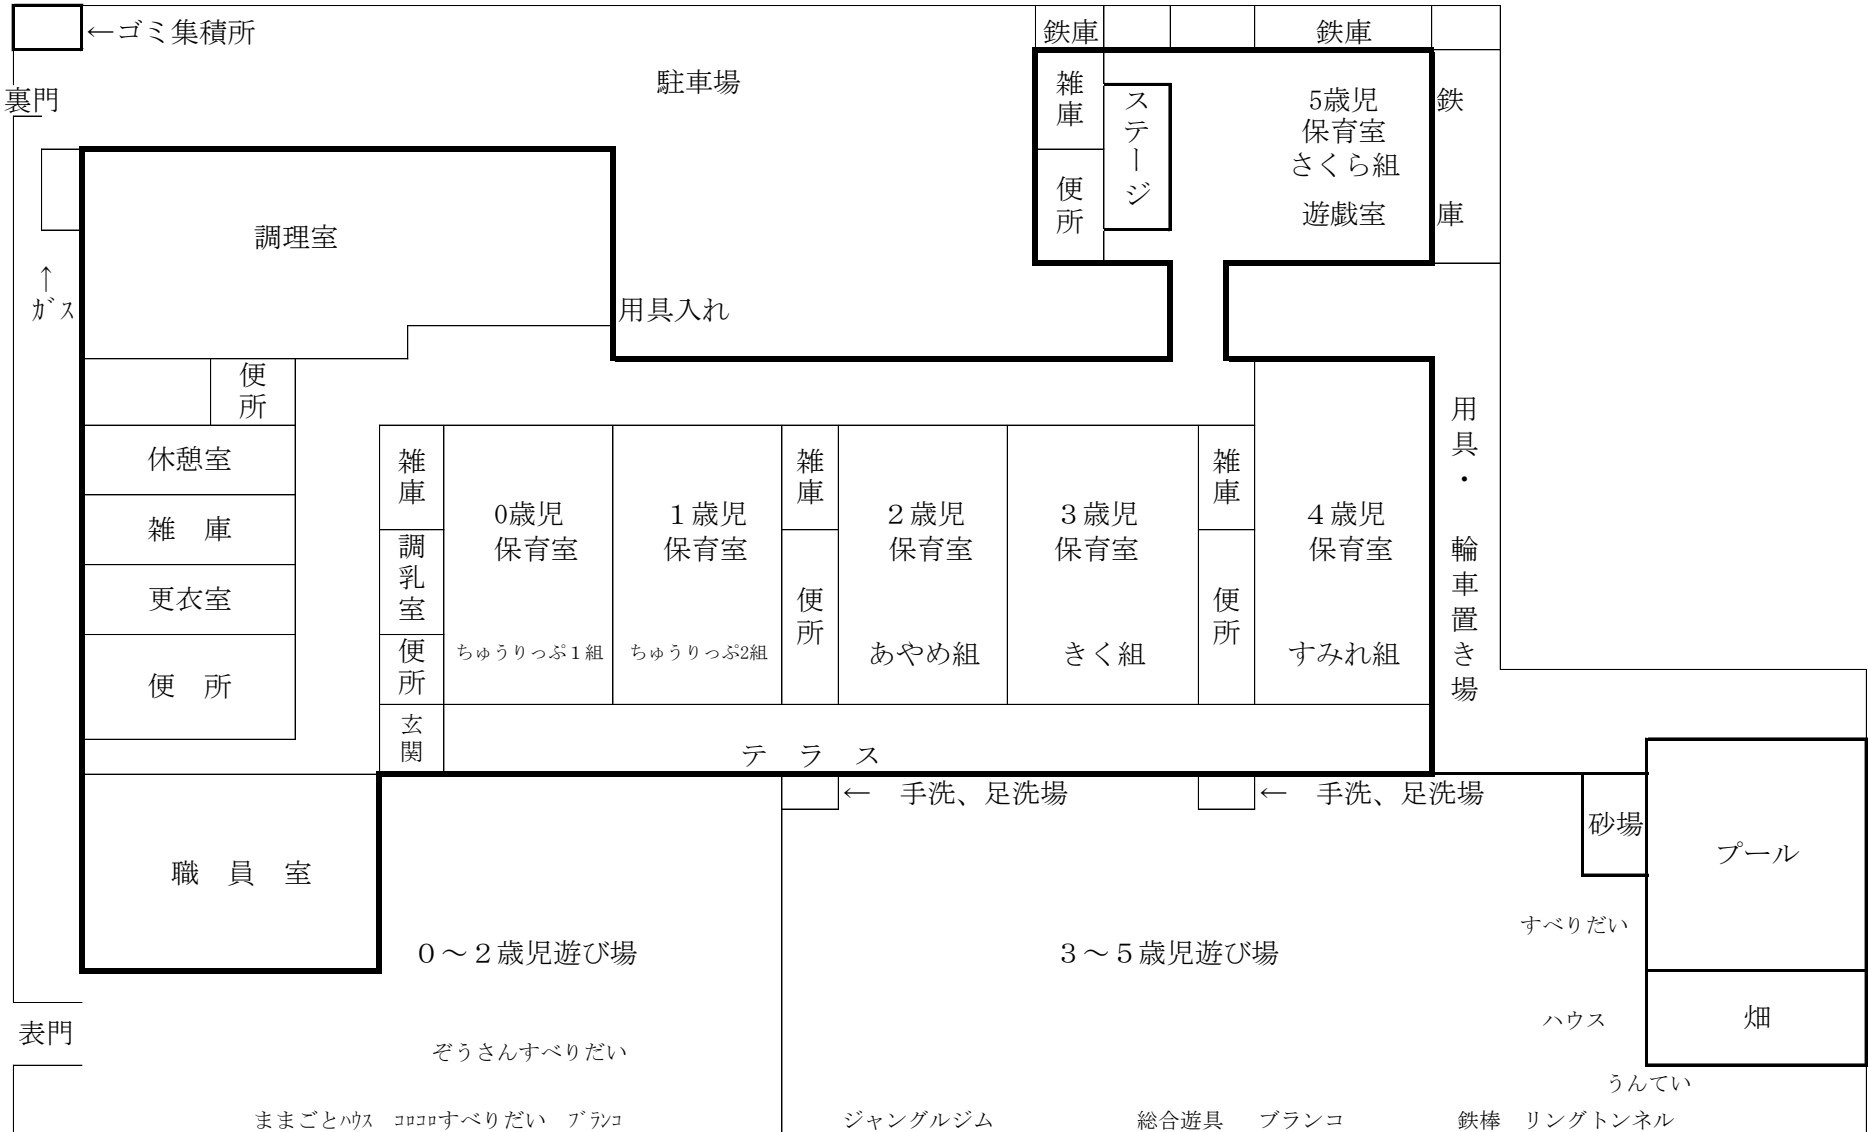 ←ゴミ集積所
鉄庫
鉄庫
裏門
駐車場
雑庫
便所
ステージ
5歳児
保育室
さくら組
遊戯室
鉄庫
調理室
↑
ガス
用具入れ
便所
休憩室
雑 庫
更衣室
便 所
雑庫
調乳室
便所
玄関
0歳児
保育室
ちゅうりっぷ1組
1歳児
保育室
ちゅうりっぷ2組
雑庫
便所
2歳児
保育室
あやめ組
3歳児
保育室
きく組
雑庫
便所
4歳児
保育室
すみれ組
用具・ 輪車置き場
テ ラ ス
← 手洗、足洗場
← 手洗、足洗場
砂場
プール
職 員 室
0~2歳児遊び場
3~5歳児遊び場
すべりだい
ハウス
畑
表門
ぞうさんすべりだい
うんてい
ままごとハウス コロコロすべりだい ブランコ
ジャングルジム
総合遊具 ブランコ
鉄棒 リングトンネル